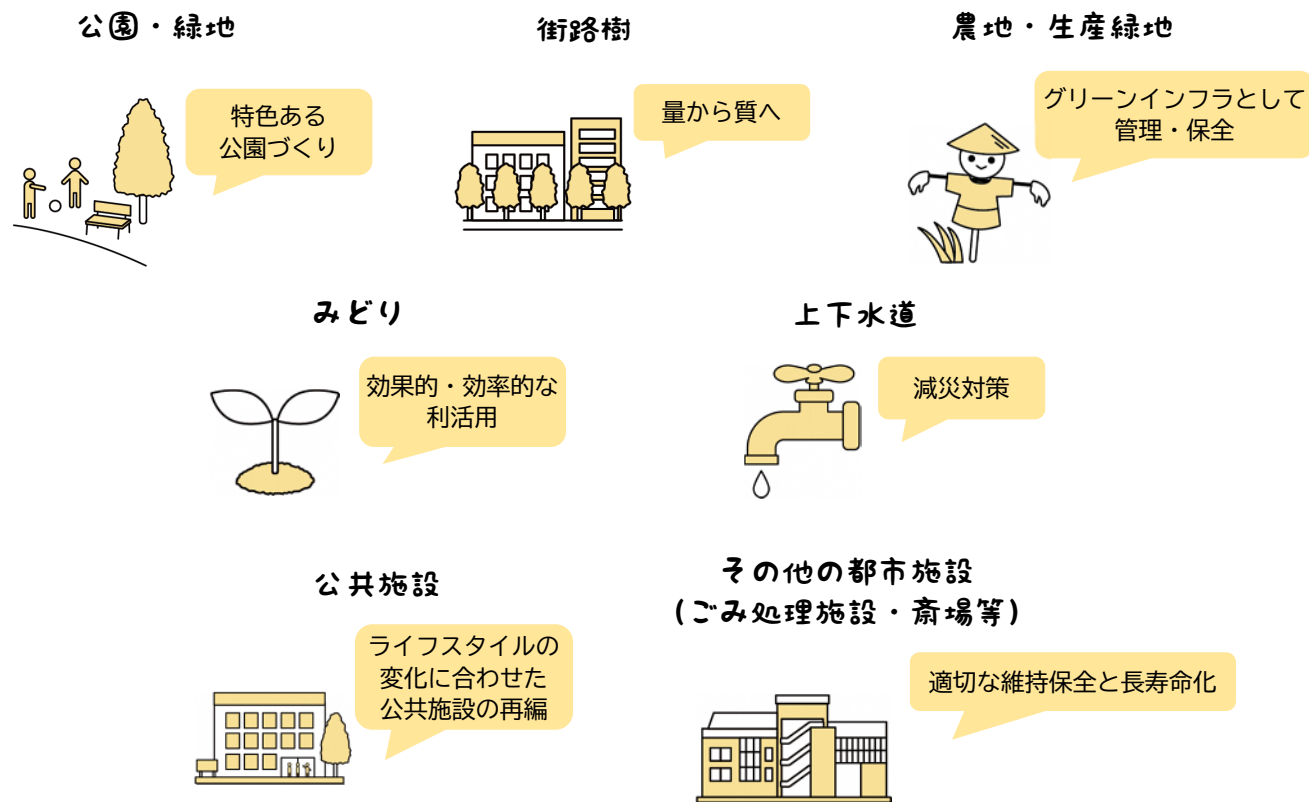 公園・緑地
特色ある
公園づくり
街路樹
量から質へ
農地・生産緑地
グリーンインフラとして
管理・保全
みどり
効果的・効率的な
利活用
上下水道
減災対策
公共施設
ライフスタイルの
変化に合わせた
公共施設の再編
その他の都市施設
(ごみ処理施設・斎場等)
適切な維持保全と長寿命化